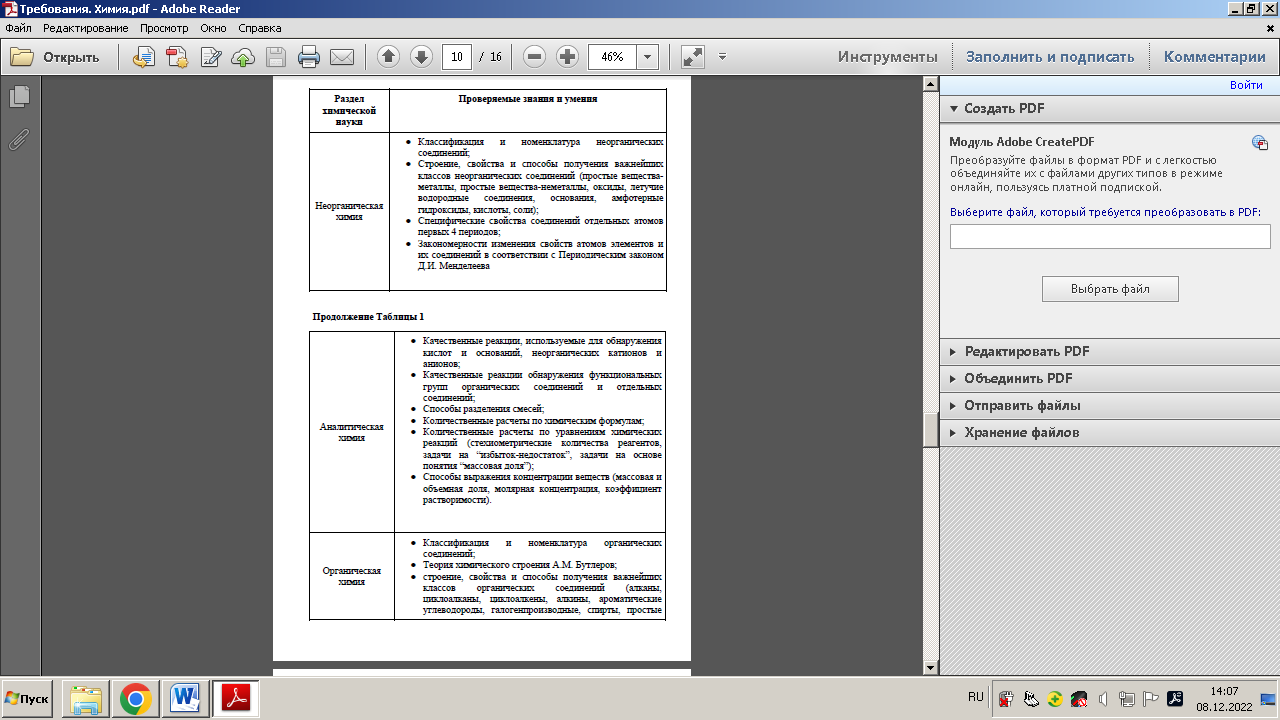 Требования. Химия.pdf - Adobe Reader
Файл Редактирование Просмотр Окно Справка
Открыть 10 / 16 46% Инструменты Заполнить и подписать Комментарии
Войти
Раздел химической науки
Проверяемые знания и умения
Неорганическая
химия
• Классификация и номенклатура неорганических
соединений;
• Строение, свойства и способы получения важнейших
классов неорганических соединений (простые вещества-
металлы, простые вещества-неметаллы, оксиды, летучие
водородные соединения, основания, амфотерные
гидроксиды, кислоты, соли);
• Специфические свойства соединений отдельных атомов
первых 4 периодов;
• Закономерности изменения свойств атомов элементов и
их соединений в соответствии с Периодическим законом
Д.И. Менделеева
Продолжение Таблицы 1
Аналитическая
химия
• Качественные реакции, используемые для обнаружения
кислот и оснований, неорганических катионов и
анионов;
• Качественные реакции обнаружения функциональных
групп органических соединений и отдельных
соединений;
• Способы разделения смесей;
• Количественные расчеты по химическим формулам;
• Количественные расчеты по уравнениям химических
реакций (стехиометрические количества реагентов,
задачи на “избыток-недостаток”, задачи на основе
понятия “массовая доля”);
• Способы выражения концентрации веществ (массовая и
объемная доля, молярная концентрация, коэффициент
растворимости).
Органическая
химия
• Классификация и номенклатура органических
соединений;
• Теория химического строения А.М. Бутлеров;
• строение, свойства и способы получения важнейших
классов органических соединений (алканы,
циклоалканы, циклоалкены, алкины, ароматические
углеводороды, галогенпроизводные, спирты, простые
Создать PDF
Модуль Adobe CreatePDF
Преобразуйте файлы в формат PDF и с легкостью
объединяйте их с файлами других типов в режиме
онлайн, пользуясь платной подпиской.
Выберите файл, который требуется преобразовать в PDF:
Выбрать файл
Редактировать PDF
Объединить PDF
Отправить файлы
Хранение файлов
Пуск
RU
14:07
08.12.2022